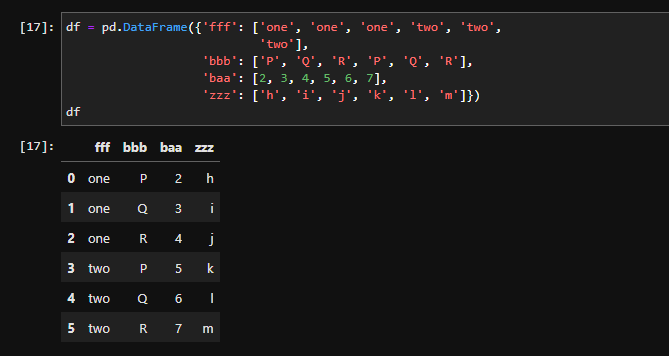 [17]: df = pd.DataFrame({'fff': ['one', 'one', 'one', 'two', 'two',
'two'],
'bbb': ['P', 'Q', 'R', 'P', 'Q', 'R'],
'baa': [2, 3, 4, 5, 6, 7],
'zzz': ['h', 'i', 'j', 'k', 'l', 'm']})
df
[17]: fff bbb baa zzz
0 one P 2 h
1 one Q 3 i
2 one R 4 j
3 two P 5 k
4 two Q 6 l
5 two R 7 m